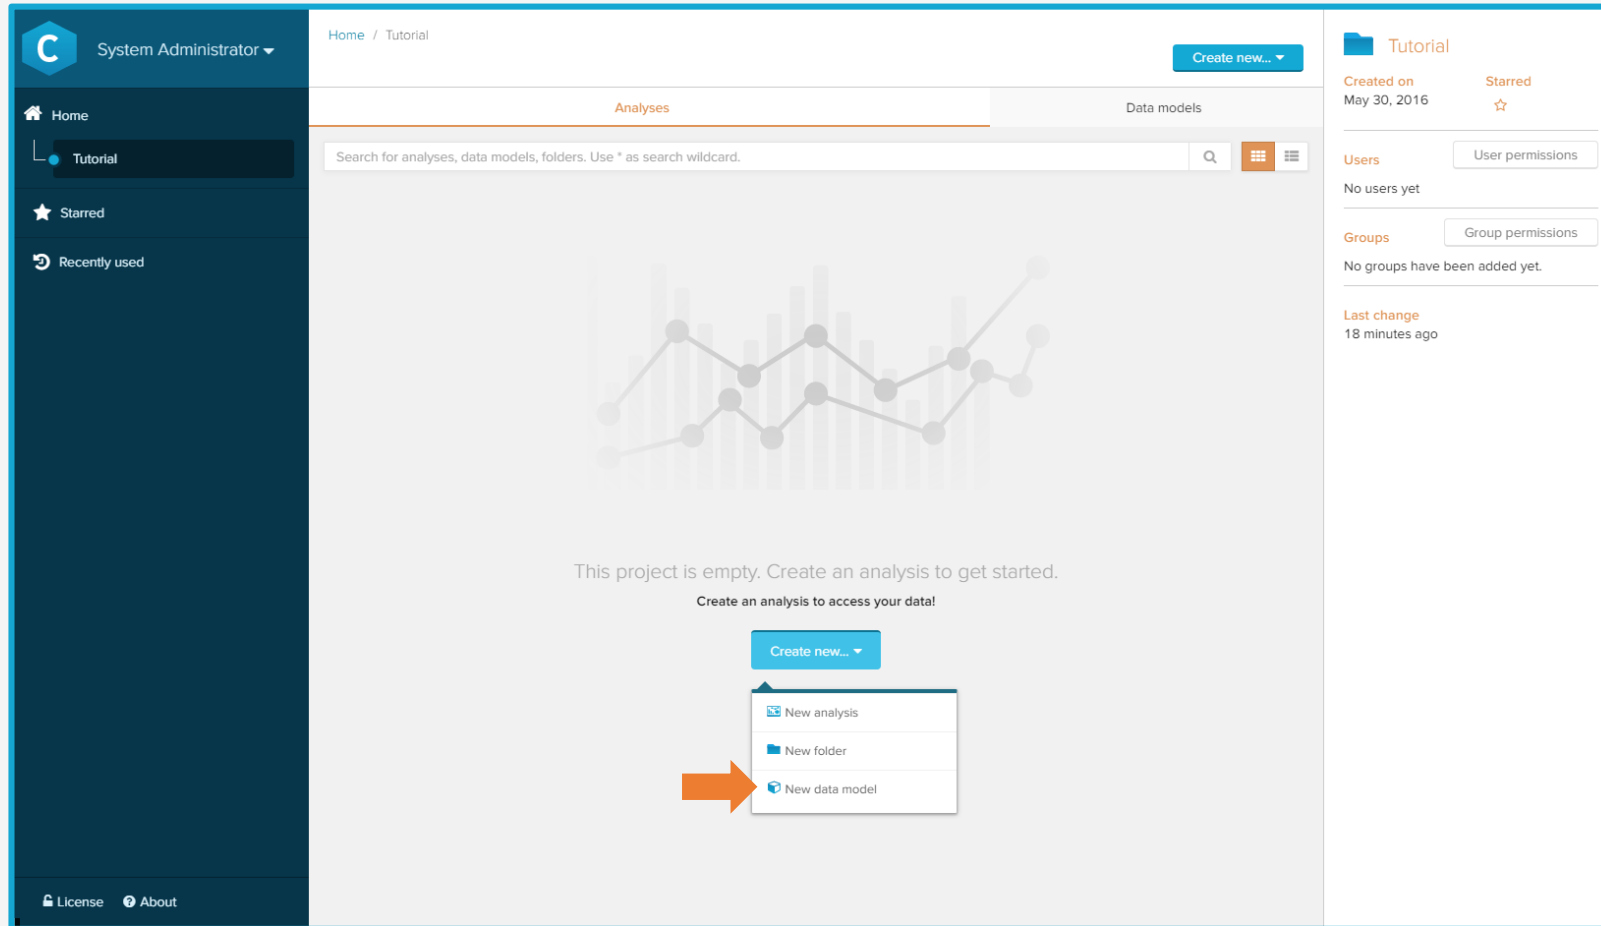 C
System Administrator
Home
Tutorial
Starred
Recently used
License
About
Home / Tutorial
Create new...
Analyses
Data models
Search for analyses, data models, folders. Use * as search wildcard.
This project is empty. Create an analysis to get started.
Create an analysis to access your data!
Create new...
New analysis
New folder
New data model
Tutorial
Created on
Starred
May 30, 2016
Users
User permissions
No users yet
Groups
Group permissions
No groups have been added yet.
Last change
18 minutes ago